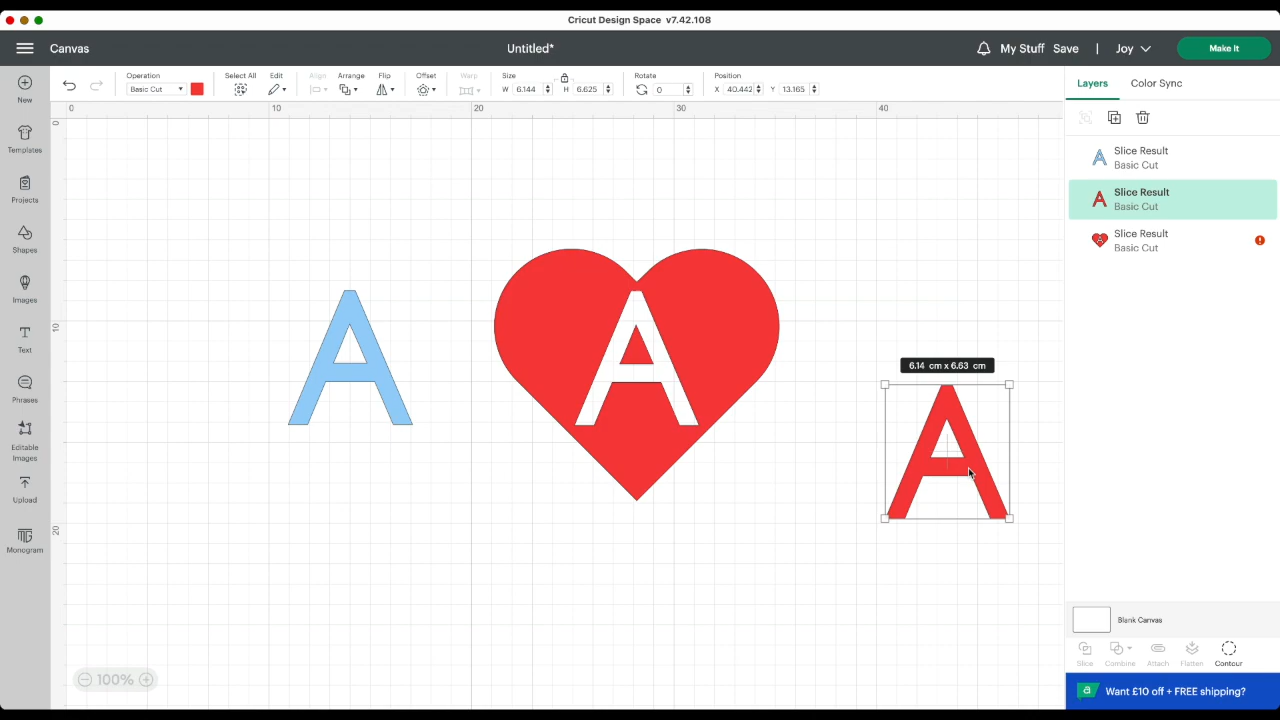 Cricut Design Space v7.42.108
Canvas
Untitled*
My Stuff Save | Joy
Make It
New
Templates
Projects
Shapes
Images
Text
Phrases
Editable
Images
Upload
Monogram
Operation
Basic Cut
Select All
Edit
Align
Arrange
Flip
Offset
Warp
Size
W 6.144
H 6.625
Rotate
0
Position
X 40.442
Y 13.165
0 10 20 30 40
0
10
20
A
A
6.14 cm x 6.63 cm
A
100%
Layers
Color Sync
Slice Result
Basic Cut
Slice Result
Basic Cut
Slice Result
Basic Cut
Blank Canvas
Slice
Combine
Attach
Flatten
Contour
a Want £10 off + FREE shipping?